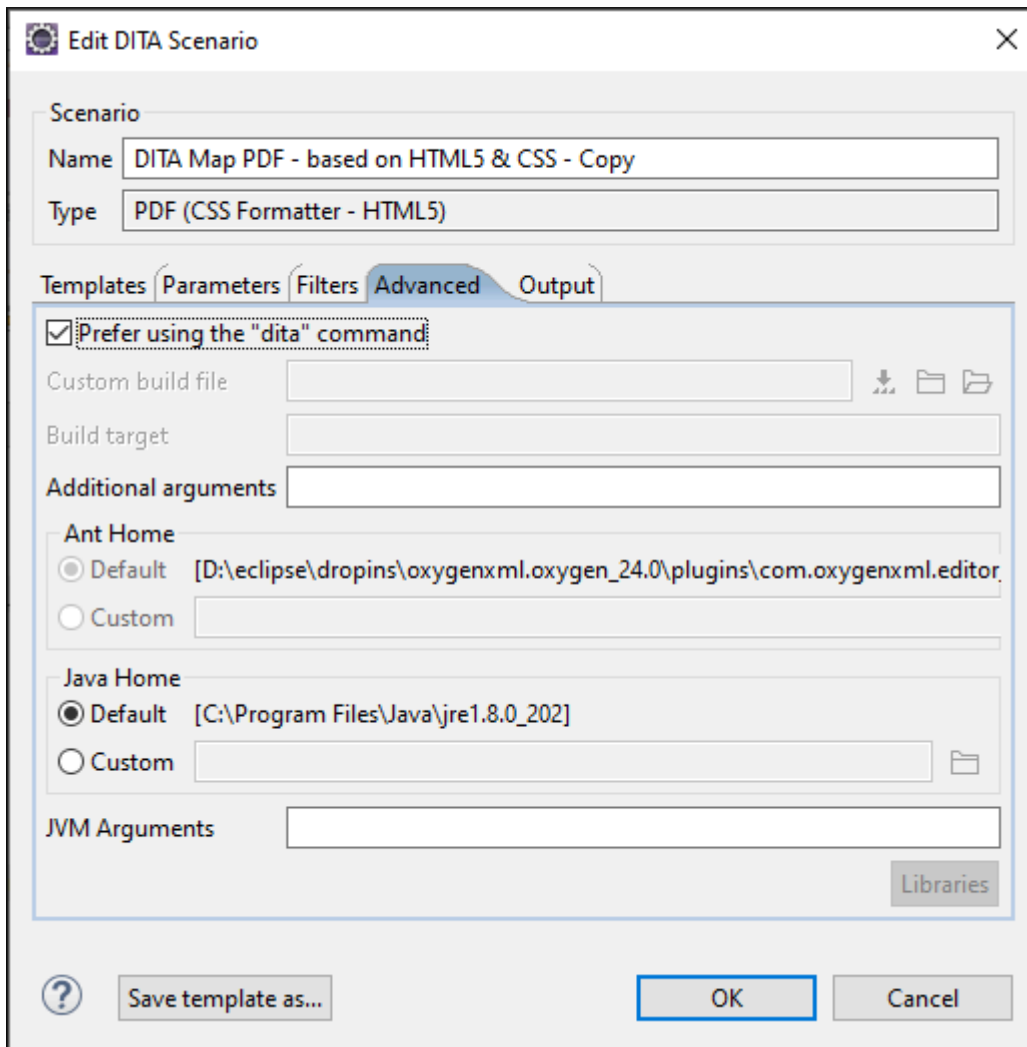 Edit DITA Scenario
Scenario
Name DITA Map PDF - based on HTML5 & CSS - Copy
Type PDF (CSS Formatter - HTML5)
Templates Parameters Filters Advanced Output
Prefer using the "dita" command
Custom build file
Build target
Additional arguments
Ant Home
Default [D:\eclipse\dropins\oxygenxml.oxygen_24.0\plugins\com.oxygenxml.editor_
Custom
Java Home
Default [C:\Program Files\Java\jre1.8.0_202]
Custom
JVM Arguments
Libraries
? Save template as... OK Cancel